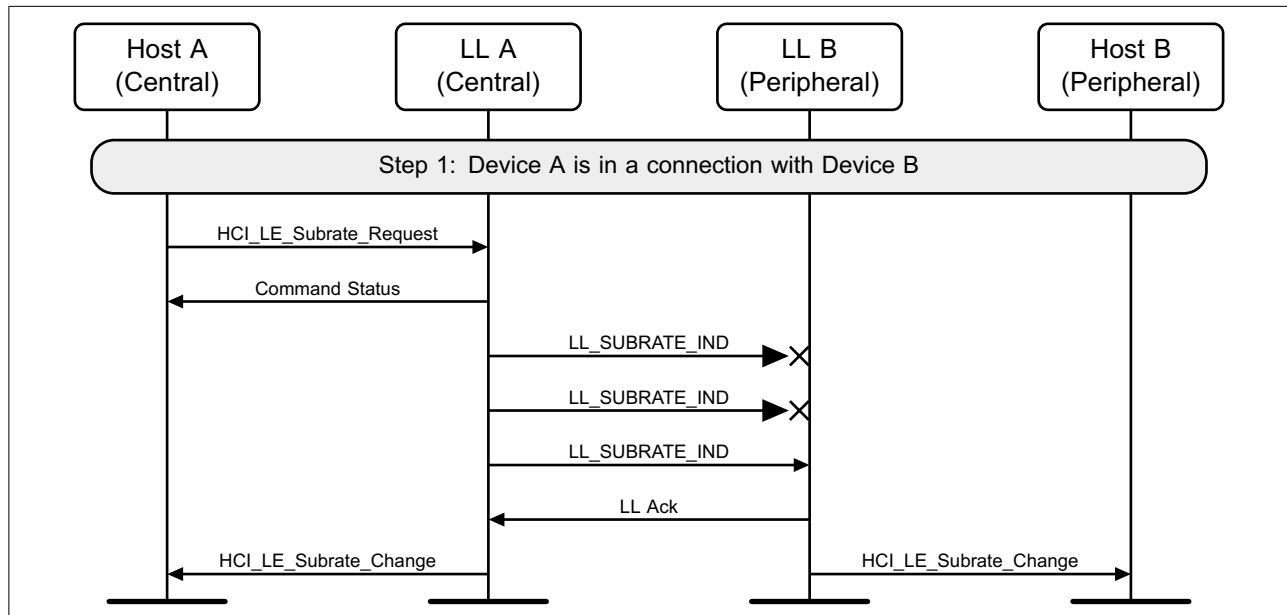 Host A
(Central)
LL A
(Central)
LL B
(Peripheral)
Host B
(Peripheral)
Step 1: Device A is in a connection with Device B
HCI_LE_Subrate_Request
Command Status
LL_SUBRATE_IND
LL_SUBRATE_IND
LL_SUBRATE_IND
LL Ack
HCI_LE_Subrate_Change
HCI_LE_Subrate_Change